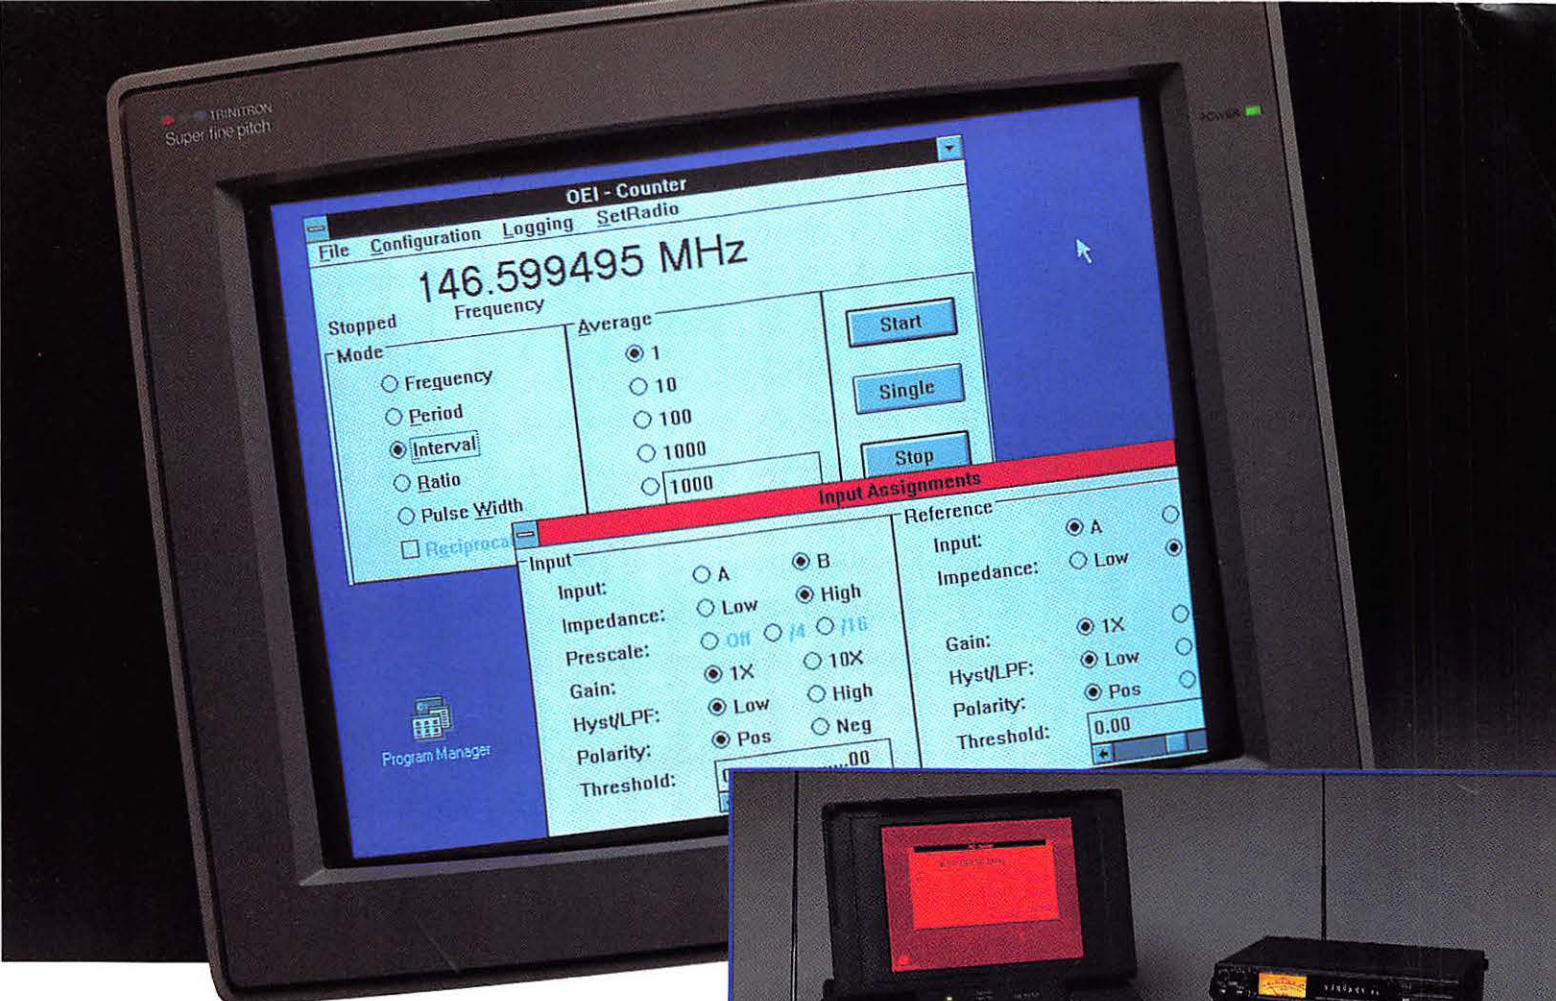 TRINITRON
Super fine pitch
POWER
OEI - Counter
File Configuration Logging SetRadio
146.599495 MHz
Stopped Frequency
Mode
Frequency
Period
Interval
Ratio
Pulse Width
Average
1
10
100
1000
1000
Start
Single
Stop
Input Assignments
Input
Input: A B
Impedance: Low High
Prescale: Off /4 /16
Gain: 1X 10X
Hyst/LPF: Low High
Polarity: Pos Neg
Threshold:
Reference
Input: A
Impedance: Low
Gain: 1X
Hyst/LPF: Low
Polarity: Pos
Threshold: 0.00
Program Manager